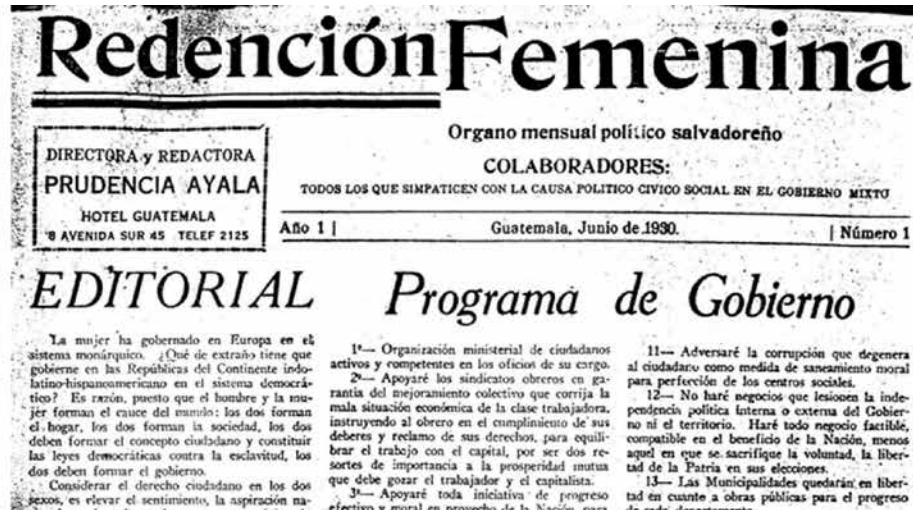 Redención Femenina
DIRECTORA y REDACTORA
PRUDENCIA AYALA
HOTEL GUATEMALA
8 AVENIDA SUR 45 TELEF 2125
Organo mensual político salvadoreño
COLABORADORES:
TODOS LOS QUE SIMPATICEN CON LA CAUSA POLITICO CIVICO SOCIAL EN EL GOBIERNO MIXTO
Año 1 | Guatemala, Junio de 1930. | Número 1
EDITORIAL
La mujer ha gobernado en Europa en el
sistema monárquico. ¿Qué de extraño tiene que
gobierne en las Repúblicas del Continente indo-
latino-hispanoamericano en el sistema democrá-
tico? Es razón, puesto que el hombre y la mu-
jer forman el cauce del mundo: los dos forman
el hogar, los dos forman la sociedad, los dos
deben formar el concepto ciudadano y constituir
las leyes democráticas contra la esclavitud, los
dos deben formar el gobierno.
Considerar el derecho ciudadano en los dos
sexos, es elevar el sentimiento, la aspiración na-
Programa de Gobierno
1ª— Organización ministerial de ciudadanos
activos y competentes en los oficios de su cargo.
2ª— Apoyaré los sindicatos obreros en ga-
rantía del mejoramiento colectivo que corrija la
mala situación económica de la clase trabajadora,
instruyendo al obrero en el cumplimiento de sus
deberes y reclamo de sus derechos, para equili-
brar el trabajo con el capital, por ser dos re-
sortes de importancia a la prosperidad mutua
que debe gozar el trabajador y el capitalista.
3ª— Apoyaré toda iniciativa de progreso
efectivo y moral en provecho de la Nación, para
11— Adversaré la corrupción que degenera
al ciudadano como medida de saneamiento moral
para perfección de los centros sociales.
12— No haré negocios que lesionen la inde-
pendencia política interna o externa del Gobier-
no ni el territorio. Haré todo negocio factible,
compatible en el beneficio de la Nación, menos
aquel en que se sacrifique la voluntad, la liber-
tad de la Patria en sus elecciones.
13— Las Municipalidades quedarán en liber-
tad en cuanto a obras públicas para el progreso
de cada departamento